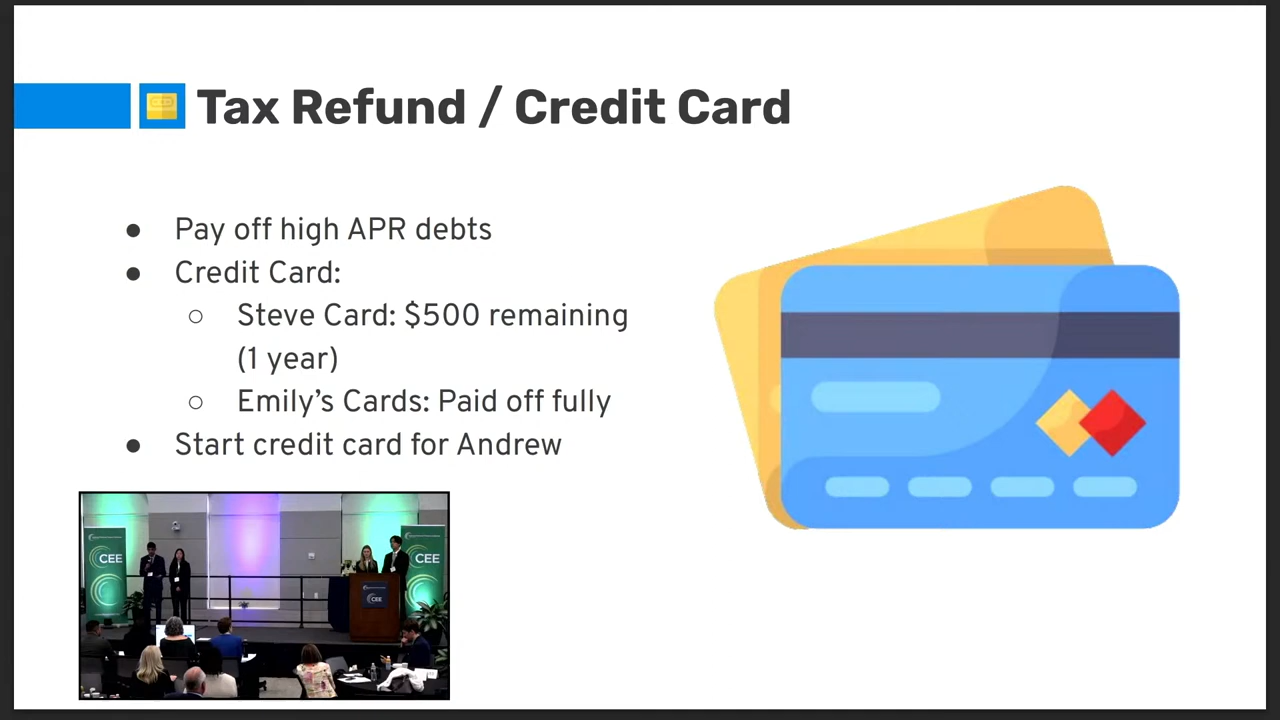 Tax Refund / Credit Card
● Pay off high APR debts
● Credit Card:
○ Steve Card: $500 remaining
(1 year)
○ Emily’s Cards: Paid off fully
● Start credit card for Andrew
CEE
CEE
CEE